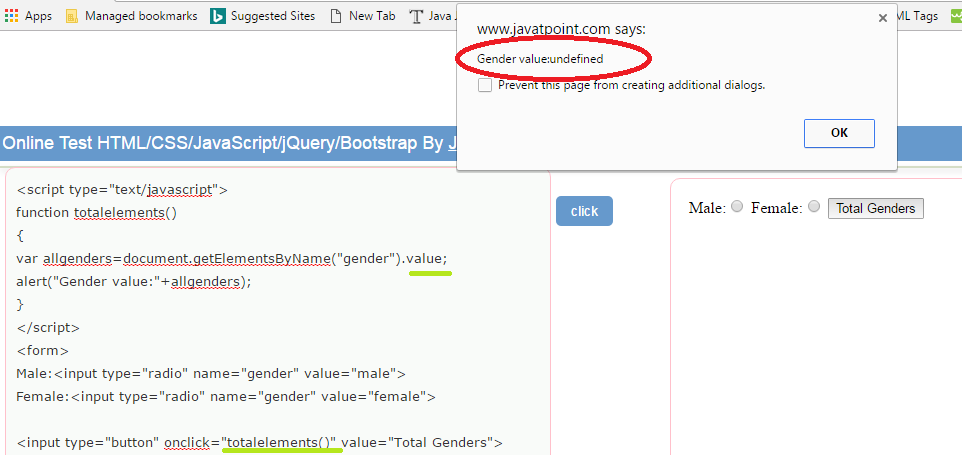 Apps Managed bookmarks Suggested Sites New Tab Java J ML Tags
www.javatpoint.com says:
Gender value:undefined
Prevent this page from creating additional dialogs.
OK
Online Test HTML/CSS/JavaScript/jQuery/Bootstrap By J
<script type="text/javascript">
function totalelements()
{
var allgenders=document.getElementsByName("gender").value;
alert("Gender value:"+allgenders);
}
</script>
<form>
Male:<input type="radio" name="gender" value="male">
Female:<input type="radio" name="gender" value="female">
<input type="button" onclick="totalelements()" value="Total Genders">
click
Male: Female: Total Genders